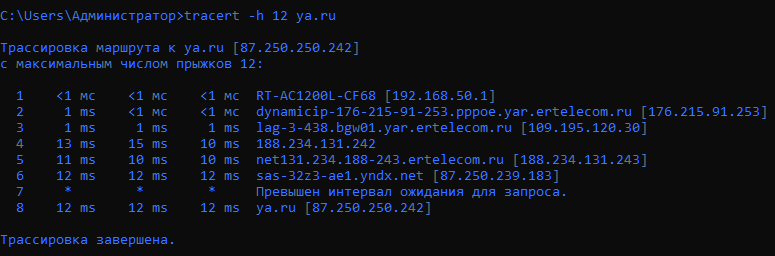 C:\Users\Администратор>tracert -h 12 ya.ru
Трассировка маршрута к ya.ru [87.250.250.242]
с максимальным числом прыжков 12:
1 <1 мс <1 мс <1 мс RT-AC1200L-CF68 [192.168.50.1]
2 1 ms <1 мс <1 мс dynamicip-176-215-91-253.pppoe.yar.ertelecom.ru [176.215.91.253]
3 1 ms 1 ms 1 ms lag-3-438.bgw01.yar.ertelecom.ru [109.195.120.30]
4 13 ms 15 ms 10 ms 188.234.131.242
5 11 ms 10 ms 10 ms net131.234.188-243.ertelecom.ru [188.234.131.243]
6 12 ms 12 ms 12 ms sas-32z3-ae1.yndx.net [87.250.239.183]
7 * * * Превышен интервал ожидания для запроса.
8 12 ms 12 ms 12 ms ya.ru [87.250.250.242]
Трассировка завершена.